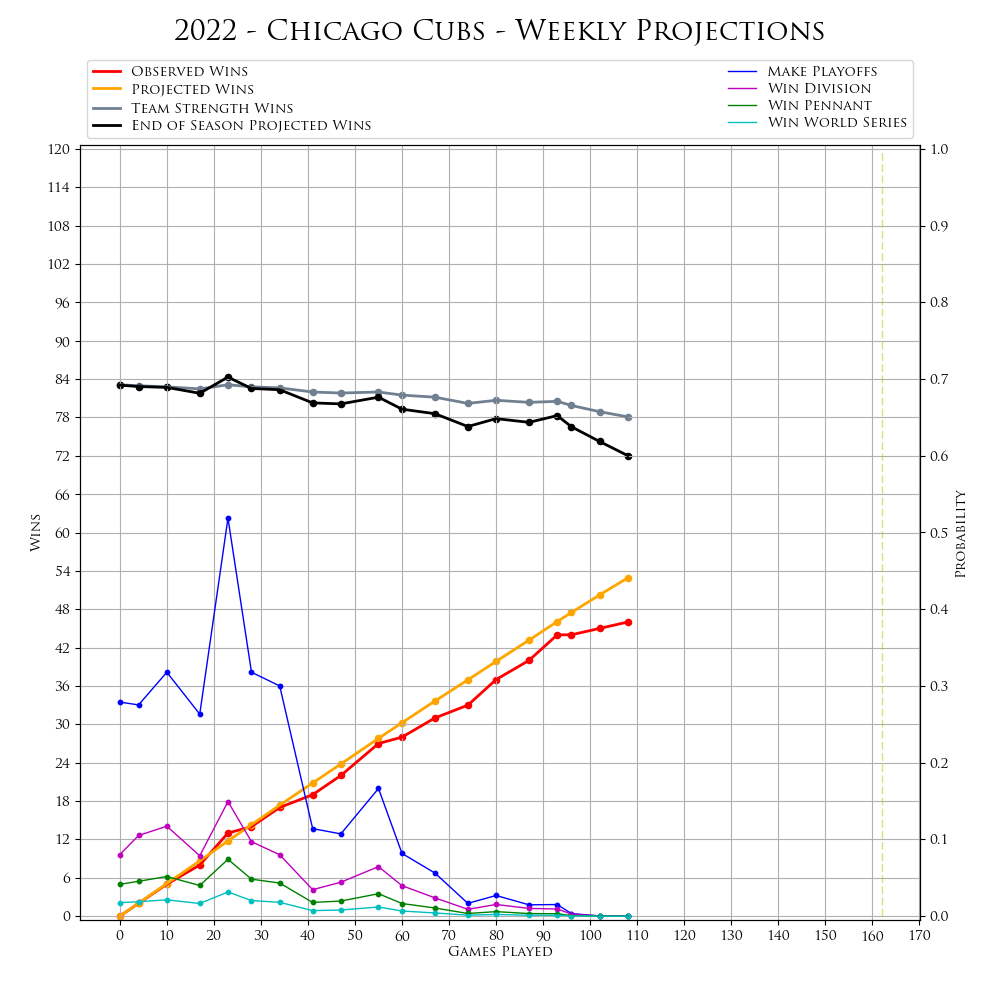 2022 - Chicago Cubs - Weekly Projections
Observed Wins
Projected Wins
Team Strength Wins
End of Season Projected Wins
Make Playoffs
Win Division
Win Pennant
Win World Series
120
114
108
102
96
90
84
78
72
66
60
54
48
42
36
30
24
18
12
6
0
Wins
1.0
0.9
0.8
0.7
0.6
0.5
0.4
0.3
0.2
0.1
0.0
Probability
0 10 20 30 40 50 60 70 80 90 100 110 120 130 140 150 160 170
Games Played